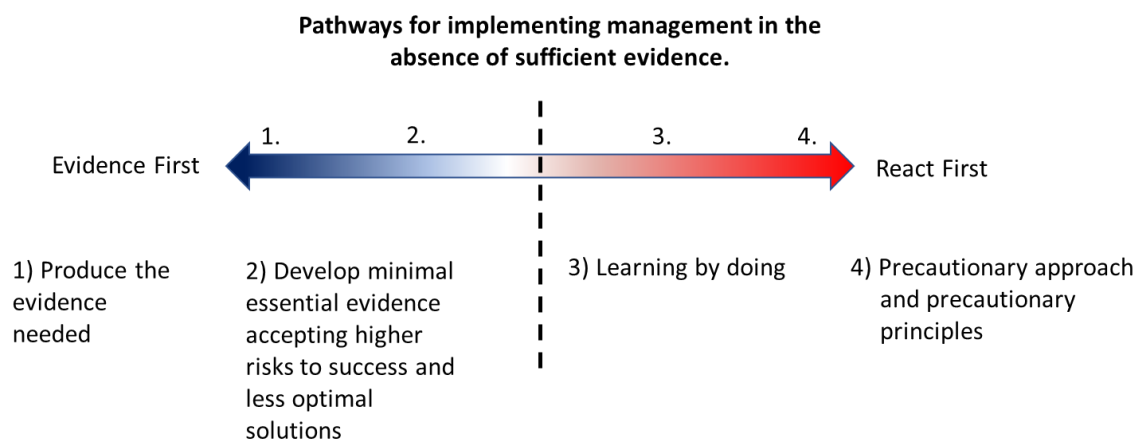 Pathways for implementing management in the
absence of sufficient evidence.
1.
2.
3.
4.
Evidence First
React First
1) Produce the
evidence
needed
2) Develop minimal
essential evidence
accepting higher
risks to success and
less optimal
solutions
3) Learning by doing
4) Precautionary approach
and precautionary
principles